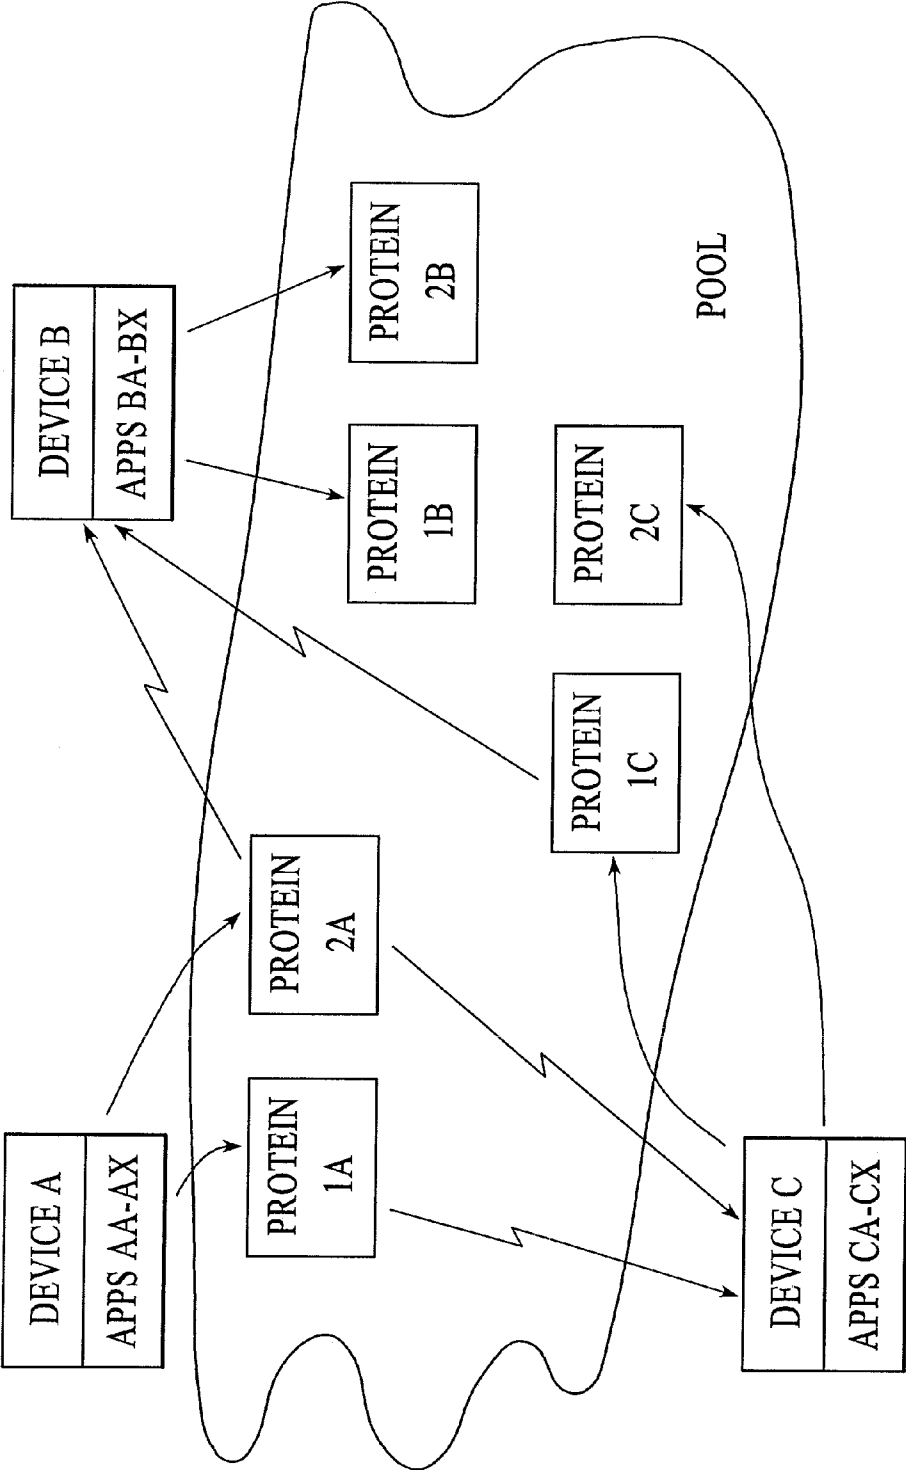 DEVICE A
APPS AA-AX
DEVICE B
APPS BA-BX
PROTEIN
1A
PROTEIN
2A
PROTEIN
1B
PROTEIN
2B
PROTEIN
1C
PROTEIN
2C
POOL
DEVICE C
APPS CA-CX